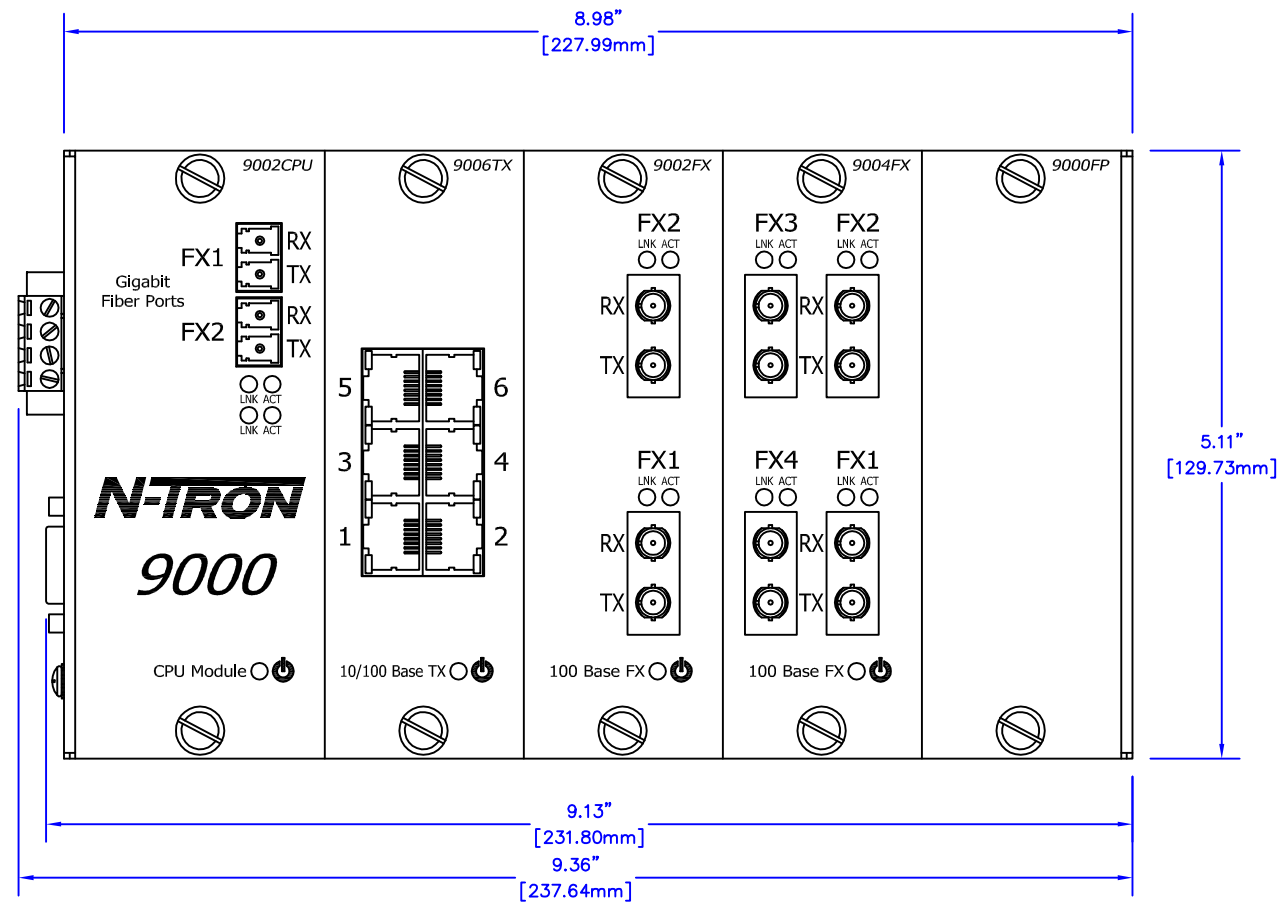 8.98”
[227.99mm]
9002CPU
9006TX
9002FX
9004FX
9000FP
Gigabit
Fiber Ports
FX1
RX
TX
FX2
RX
TX
LNK ACT
LNK ACT
N-TRON
9000
CPU Module
5
6
3
4
1
2
10/100 Base TX
FX2
LNK ACT
RX
TX
FX1
LNK ACT
RX
TX
100 Base FX
FX3
FX2
LNK ACT
LNK ACT
RX
TX
FX4
FX1
LNK ACT
LNK ACT
RX
TX
100 Base FX
5.11”
[129.73mm]
9.13”
[231.80mm]
9.36”
[237.64mm]